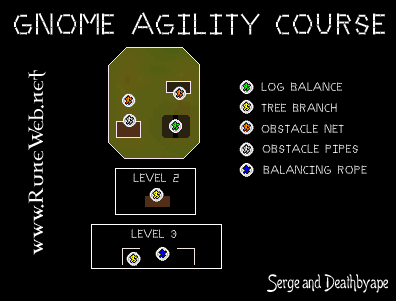 GNOME AGILITY COURSE
www.RuneWeb.net
LOG BALANCE
TREE BRANCH
OBSTACLE NET
OBSTACLE PIPES
BALANCING ROPE
LEVEL 2
LEVEL 3
Serge and Deathbyape